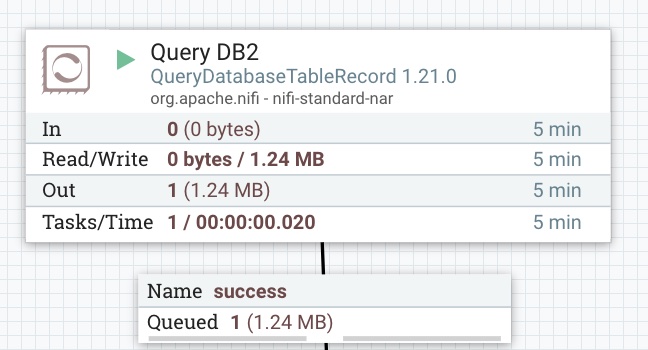 Query DB2
QueryDatabaseTableRecord 1.21.0
org.apache.nifi - nifi-standard-nar
In 0 (0 bytes) 5 min
Read/Write 0 bytes / 1.24 MB 5 min
Out 1 (1.24 MB) 5 min
Tasks/Time 1 / 00:00:00.020 5 min
Name success
Queued 1 (1.24 MB)